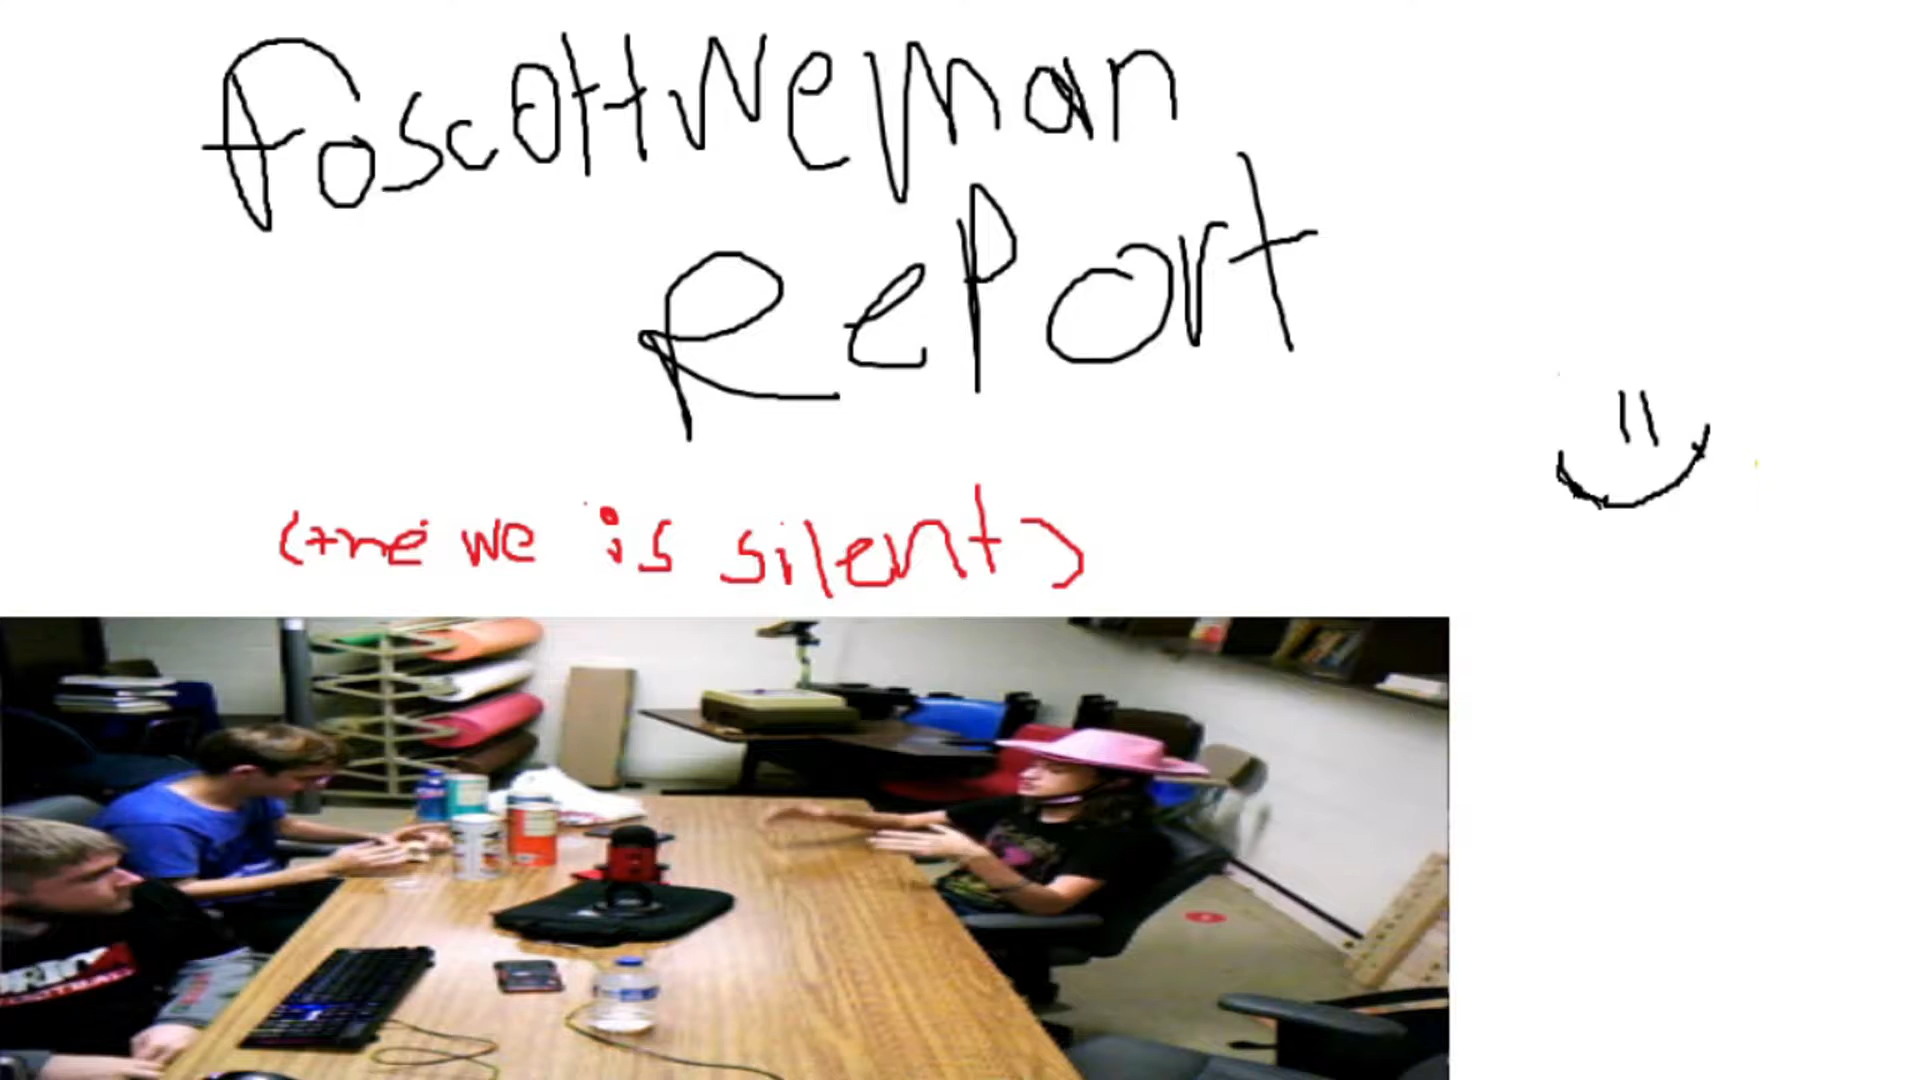 foscottweman
Report
(the we is silent)